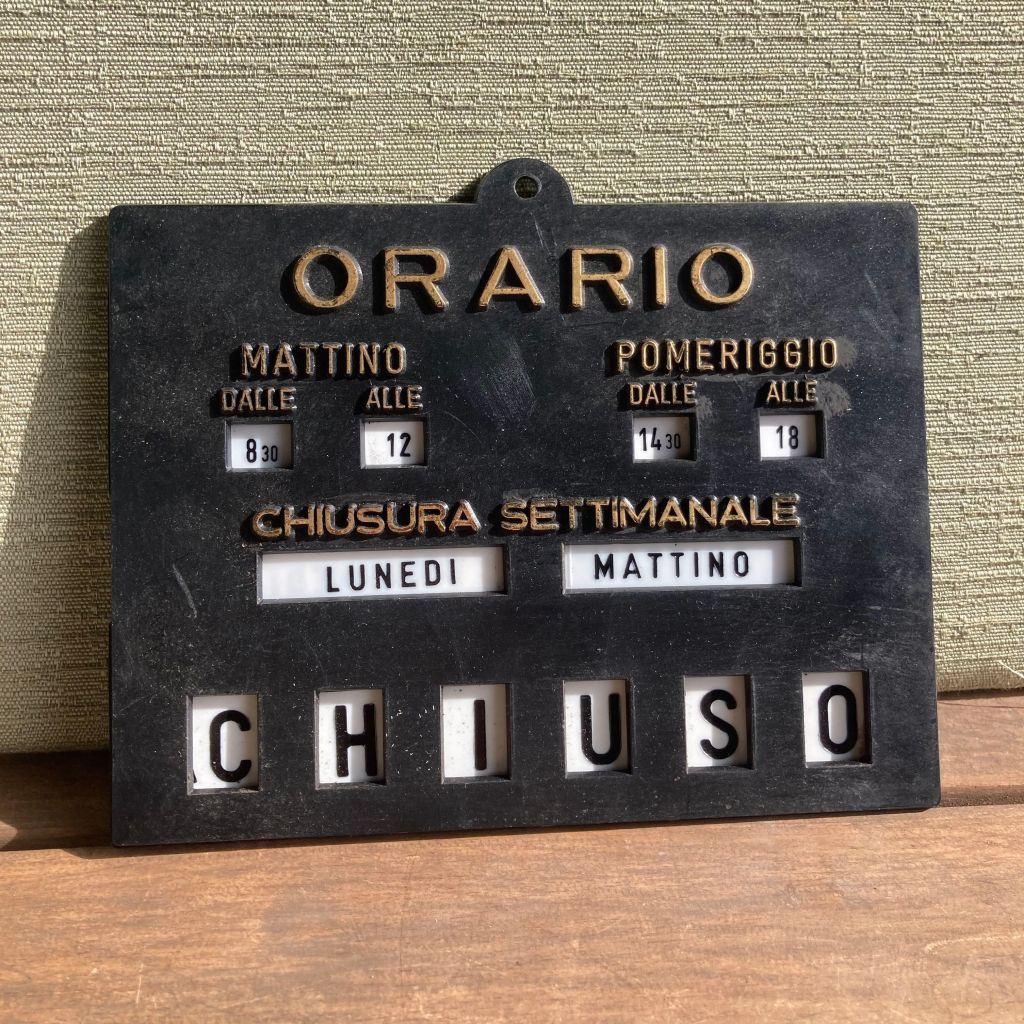 ORARIO
MATTINO POMERIGGIO
DALLE ALLE DALLE ALLE
8 30 12 14 30 18
CHIUSURA SETTIMANALE
LUNEDI MATTINO
CHIUSO